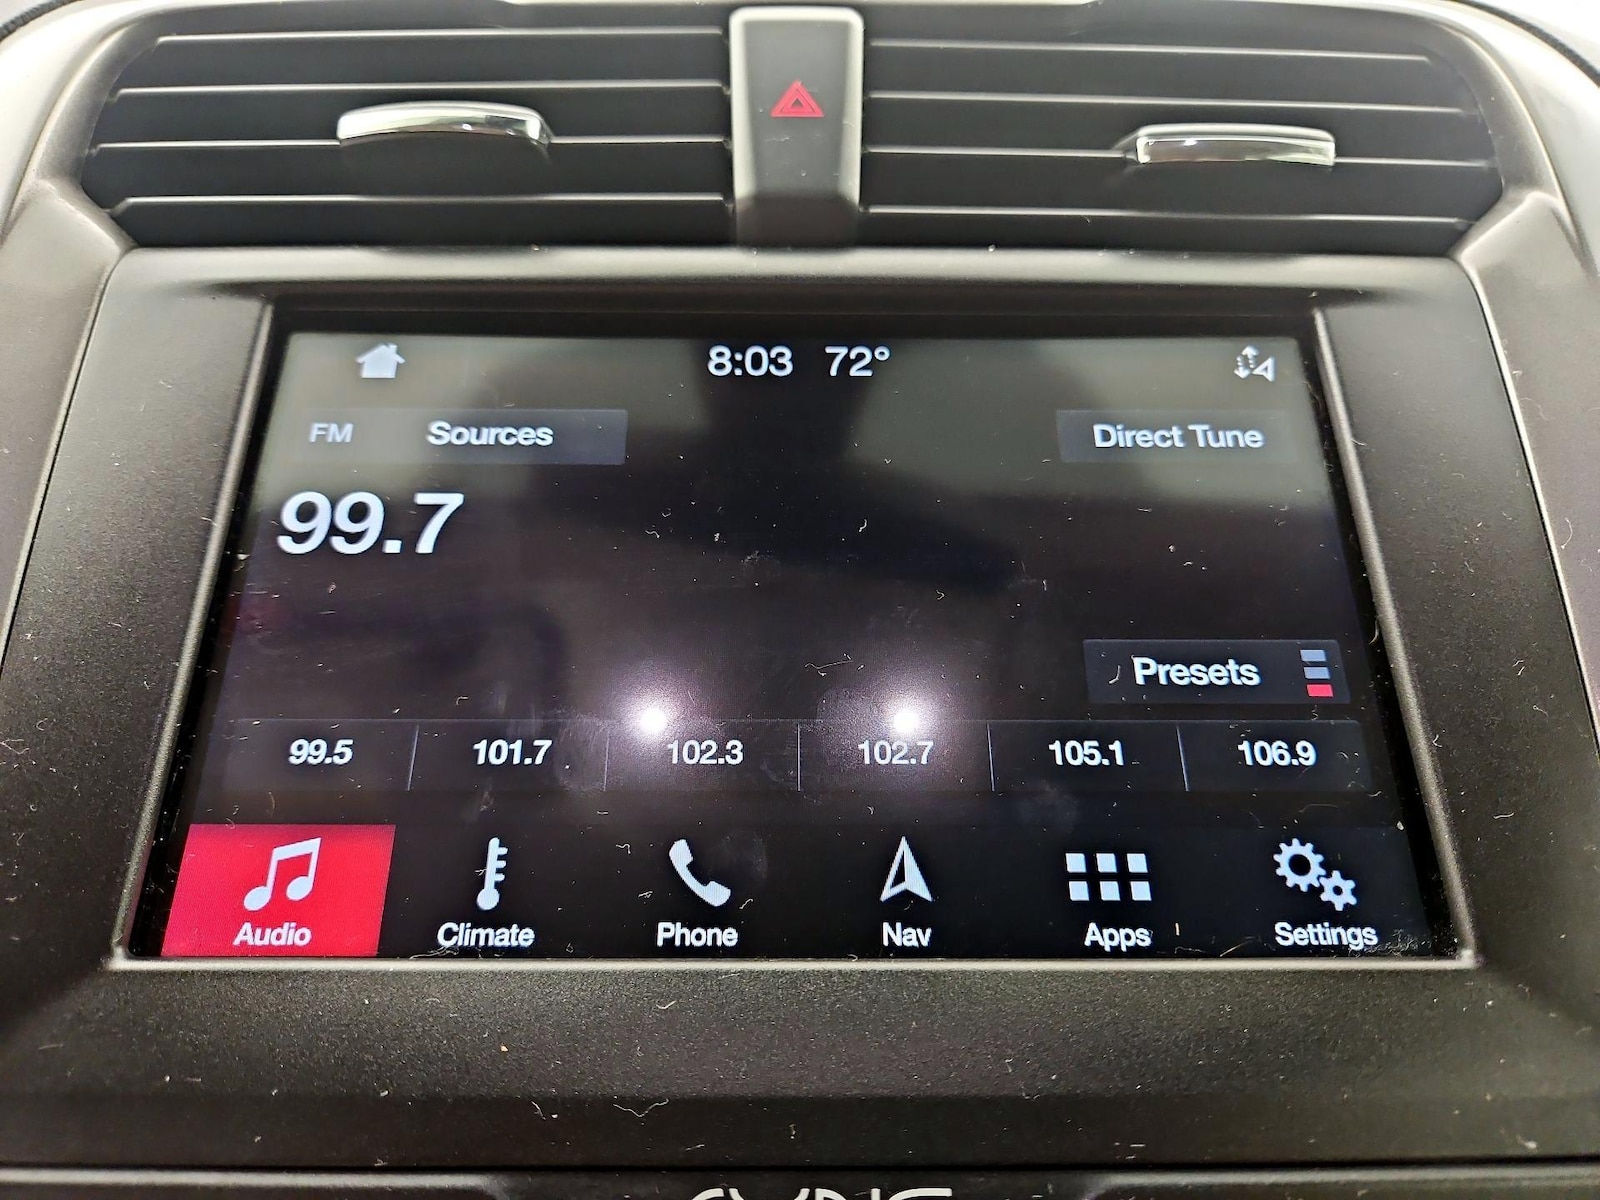 8:03 72°
FM Sources Direct Tune
99.7
Presets
99.5 101.7 102.3 102.7 105.1 106.9
Audio Climate Phone Nav Apps Settings
SYNC